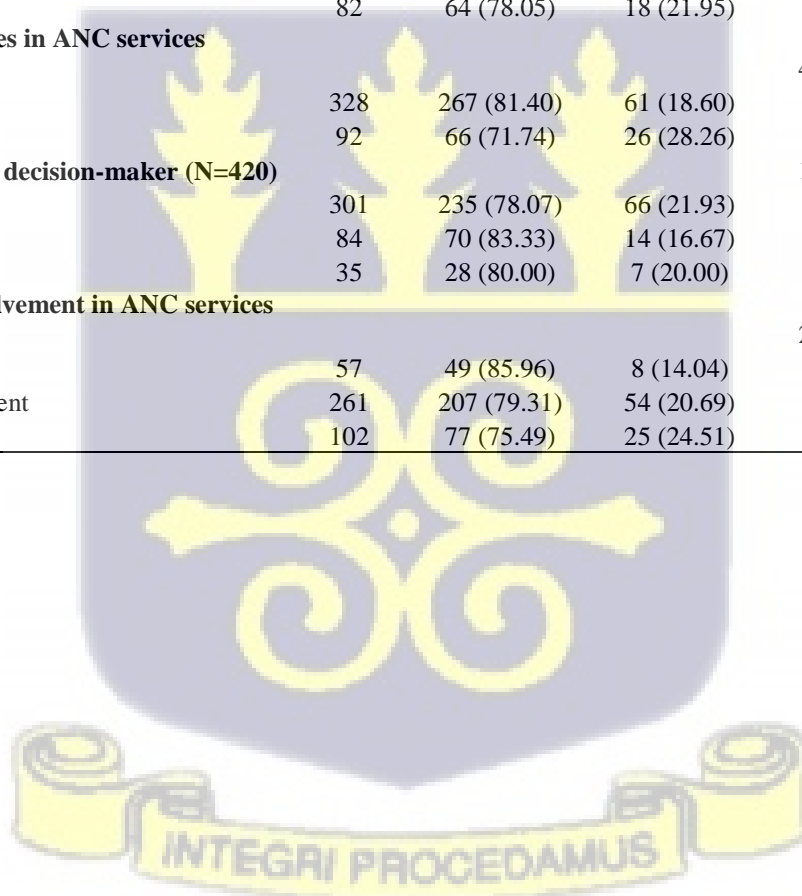 82 64 (78.05) 18 (21.95)
es in ANC services
328 267 (81.40) 61 (18.60)
92 66 (71.74) 26 (28.26)
decision-maker (N=420)
301 235 (78.07) 66 (21.93)
84 70 (83.33) 14 (16.67)
35 28 (80.00) 7 (20.00)
lvement in ANC services
57 49 (85.96) 8 (14.04)
ent 261 207 (79.31) 54 (20.69)
102 77 (75.49) 25 (24.51)
INTEGRI PROCEDAMUS